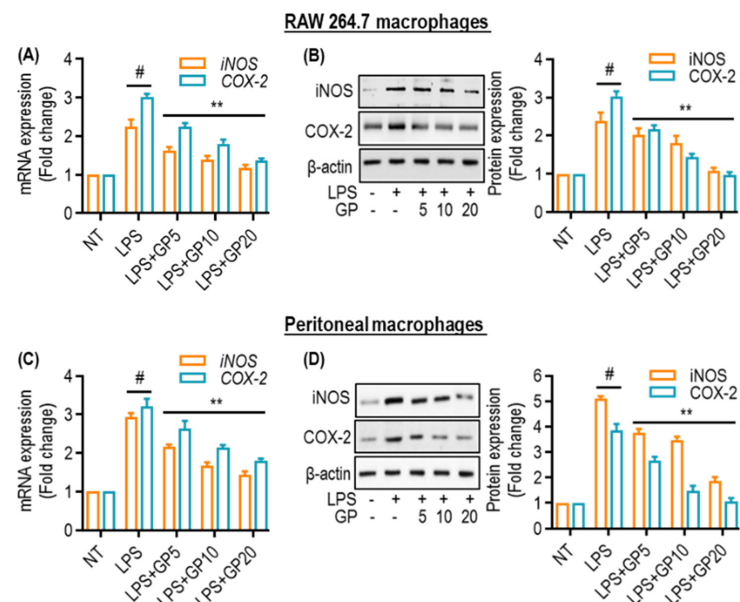 RAW 264.7 macrophages
(A)
iNOS
COX-2
mRNA expression
(Fold change)
4
3
2
1
0
#
**
NT
LPS
LPS+GP5
LPS+GP10
LPS+GP20
(B)
iNOS
COX-2
β-actin
LPS - + + + +
GP - - 5 10 20
Protein expression
(Fold change)
iNOS
COX-2
4
3
2
1
0
#
**
NT
LPS
LPS+GP5
LPS+GP10
LPS+GP20
Peritoneal macrophages
(C)
iNOS
COX-2
mRNA expression
(Fold change)
4
3
2
1
0
#
**
NT
LPS
LPS+GP5
LPS+GP10
LPS+GP20
(D)
iNOS
COX-2
β-actin
LPS - + + + +
GP - - 5 10 20
Protein expression
(Fold change)
iNOS
COX-2
6
5
4
3
2
1
0
#
**
NT
LPS
LPS+GP5
LPS+GP10
LPS+GP20